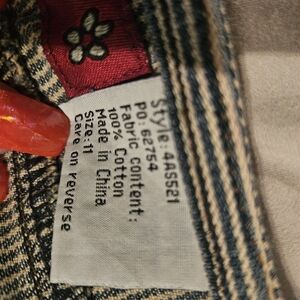 Style: 4AS521
PO: 62754
Fabric content:
100% Cotton
Made in China
Size: 11
Care on reverse